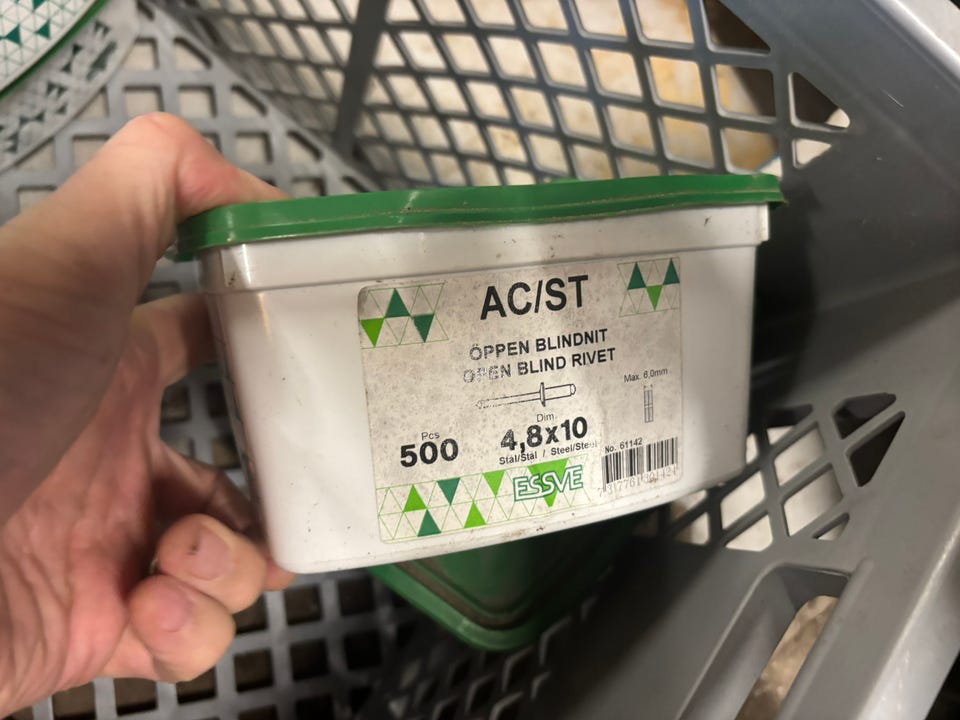 AC/ST
ÖPPEN BLINDNIT
OPEN BLIND RIVET
Max. 6,0mm
Pcs
500
Dim.
4,8x10
Stål/Stål / Steel/Steel
No. 61142
ESSVE